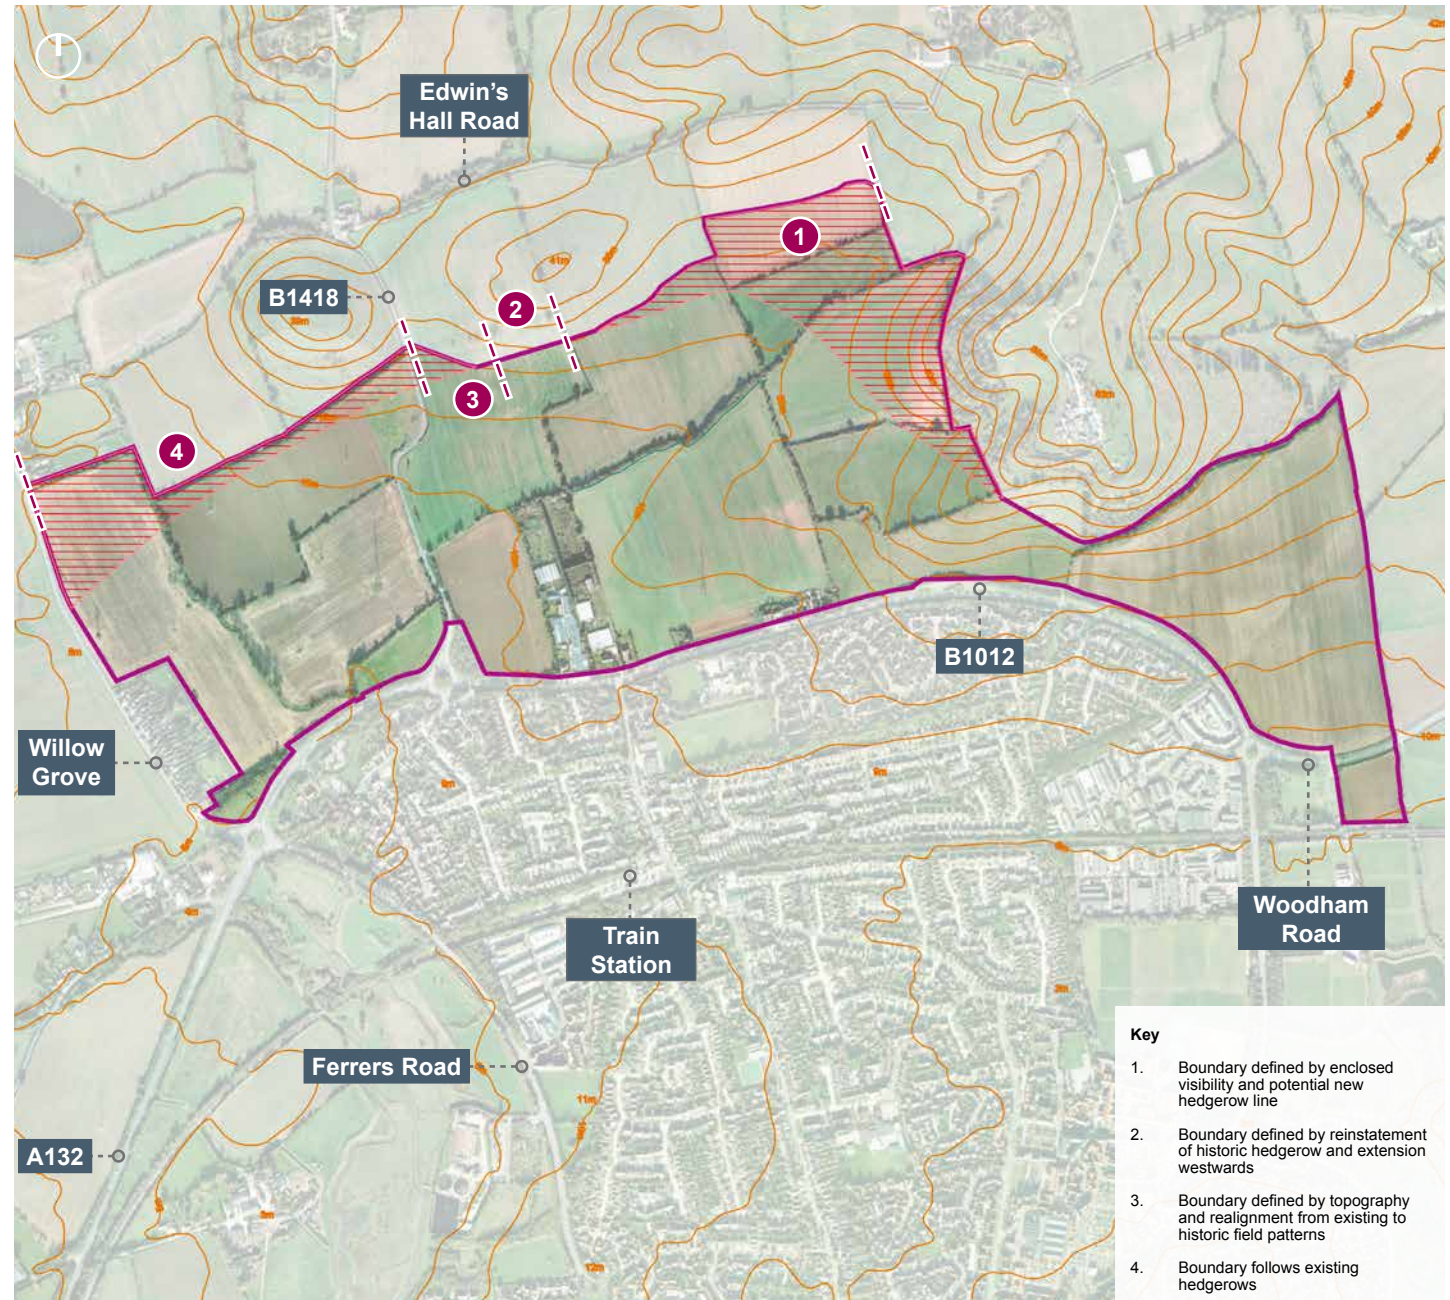 Edwin's
Hall Road
B1418
1
2
3
4
41m
B1012
Willow
Grove
Train
Station
Woodham
Road
Ferrers Road
11m
A132
12m
Key
1. Boundary defined by enclosed
visibility and potential new
hedgerow line
2. Boundary defined by reinstatement
of historic hedgerow and extension
westwards
3. Boundary defined by topography
and realignment from existing to
historic field patterns
4. Boundary follows existing
hedgerows